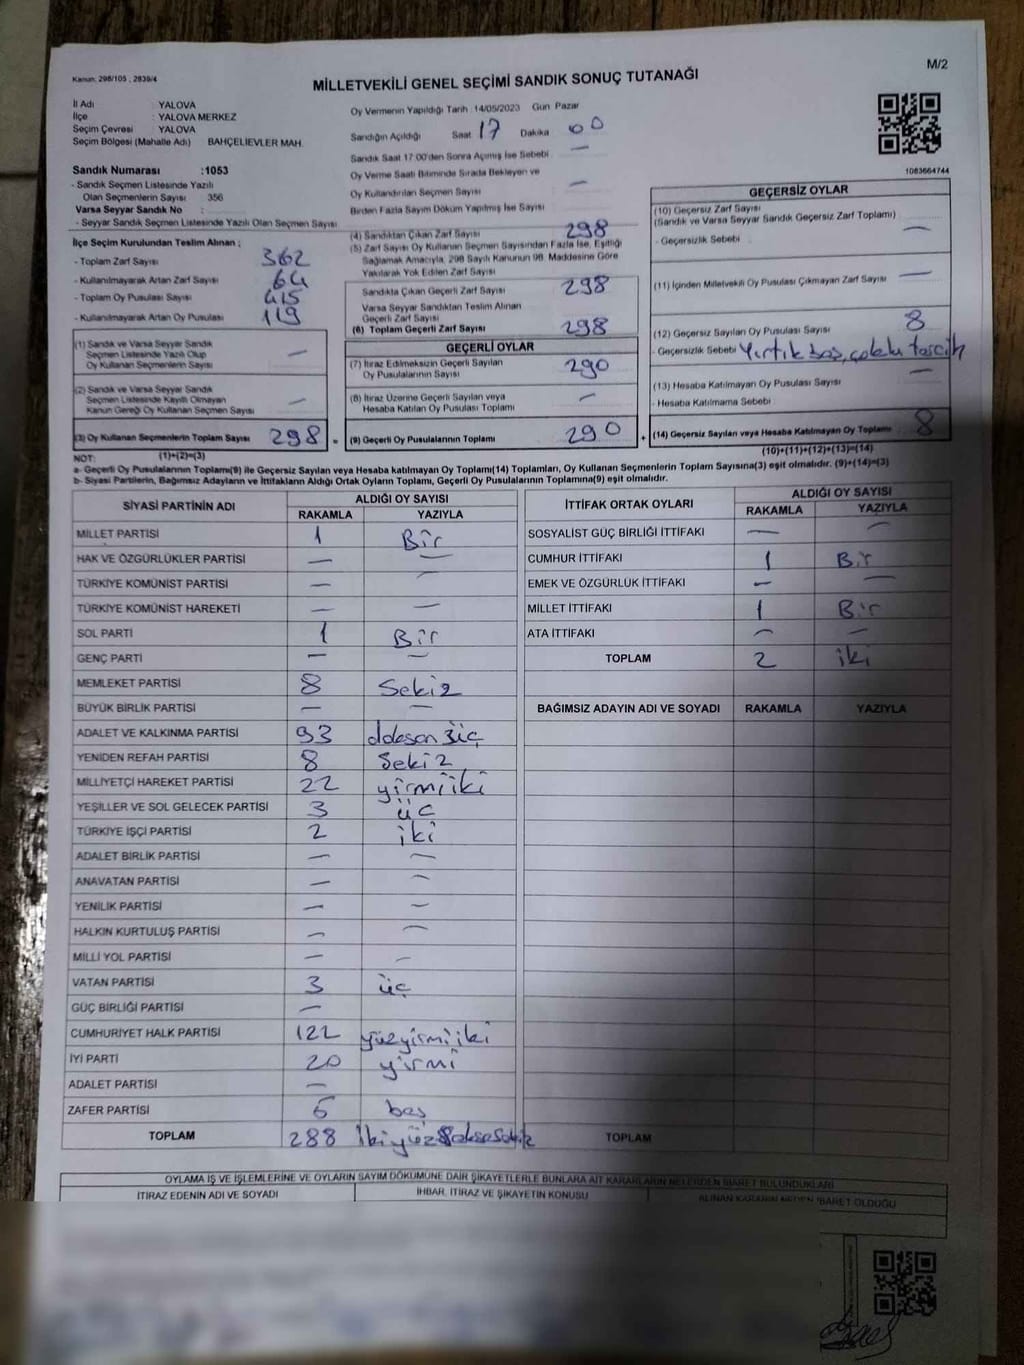 Kanun: 298/105 , 2839/4
M/2
MİLLETVEKİLİ GENEL SEÇİMİ SANDIK SONUÇ TUTANAĞI
İl Adı : YALOVA
İlçe : YALOVA MERKEZ
Seçim Çevresi : YALOVA
Seçim Bölgesi (Mahalle Adı) BAHÇELİEVLER MAH.
Sandık Numarası :1053
- Sandık Seçmen Listesinde Yazılı
Olan Seçmenlerin Sayısı 356
Varsa Seyyar Sandık No :
- Seyyar Sandık Seçmen Listesinde Yazılı Olan Seçmen Sayısı :
İlçe Seçim Kurulundan Teslim Alınan ;
- Toplam Zarf Sayısı 362
- Kullanılmayarak Artan Zarf Sayısı 64
- Toplam Oy Pusulası Sayısı 415
- Kullanılmayarak Artan Oy Pusulası 119
(1) Sandık ve Varsa Seyyar Sandık
Seçmen Listesinde Yazılı Olup
Oy Kullanan Seçmenlerin Sayısı —
(2) Sandık ve Varsa Seyyar Sandık
Seçmen Listesinde Kayıtlı Olmayan
Kanun Gereği Oy Kullanan Seçmen Sayısı —
(3) Oy Kullanan Seçmenlerin Toplam Sayısı 298 =
Oy Vermenin Yapıldığı Tarih : 14/05/2023 Gün Pazar
Sandığın Açıldığı Saat 17 Dakika 00
Sandık Saat 17:00'den Sonra Açılmış İse Sebebi —
Oy Verme Saati Bitiminde Sırada Bekleyen ve
Oy Kullandırılan Seçmen Sayısı —
Birden Fazla Sayım Döküm Yapılmış İse Sayısı
(4) Sandıktan Çıkan Zarf Sayısı 298
(5) Zarf Sayısı Oy Kullanan Seçmen Sayısından Fazla İse, Eşitliği
Sağlamak Amacıyla, 298 Sayılı Kanunun 98. Maddesine Göre
Yakılarak Yok Edilen Zarf Sayısı
Sandıkta Çıkan Geçerli Zarf Sayısı 298
Varsa Seyyar Sandıktan Teslim Alınan
Geçerli Zarf Sayısı
(6) Toplam Geçerli Zarf Sayısı 298
GEÇERLİ OYLAR
(7) İtiraz Edilmeksizin Geçerli Sayılan
Oy Pusulalarının Sayısı 290
(8) İtiraz Üzerine Geçerli Sayılan veya
Hesaba Katılan Oy Pusulası Toplamı —
(9) Geçerli Oy Pusulalarının Toplamı 290 +
1083664744
GEÇERSİZ OYLAR
(10) Geçersiz Zarf Sayısı
(Sandık ve Varsa Seyyar Sandık Geçersiz Zarf Toplamı) —
- Geçersizlik Sebebi
(11) İçinden Milletvekili Oy Pusulası Çıkmayan Zarf Sayısı —
(12) Geçersiz Sayılan Oy Pusulası Sayısı 8
- Geçersizlik Sebebi Yırtık boş, çoklu tercih
(13) Hesaba Katılmayan Oy Pusulası Sayısı —
- Hesaba Katılmama Sebebi
(14) Geçersiz Sayılan veya Hesaba Katılmayan Oy Toplamı 8
NOT: (1)+(2)=(3) (10)+(11)+(12)+(13)=(14)
a- Geçerli Oy Pusulalarının Toplamı(9) ile Geçersiz Sayılan veya Hesaba katılmayan Oy Toplamı(14) Toplamları, Oy Kullanan Seçmenlerin Toplam Sayısına(3) eşit olmalıdır. (9)+(14)=(3)
b- Siyasi Partilerin, Bağımsız Adayların ve İttifakların Aldığı Ortak Oyların Toplamı, Geçerli Oy Pusulalarının Toplamına(9) eşit olmalıdır.
SİYASİ PARTİNİN ADI ALDIĞI OY SAYISI
RAKAMLA YAZIYLA
MİLLET PARTİSİ 1 Bir
HAK VE ÖZGÜRLÜKLER PARTİSİ — —
TÜRKİYE KOMÜNİST PARTİSİ — —
TÜRKİYE KOMÜNİST HAREKETİ — —
SOL PARTİ 1 Bir
GENÇ PARTİ — —
MEMLEKET PARTİSİ 8 Sekiz
BÜYÜK BİRLİK PARTİSİ — —
ADALET VE KALKINMA PARTİSİ 93 doksan üç
YENİDEN REFAH PARTİSİ 8 Sekiz
MİLLİYETÇİ HAREKET PARTİSİ 22 yirmi iki
YEŞİLLER VE SOL GELECEK PARTİSİ 3 üç
TÜRKİYE İŞÇİ PARTİSİ 2 iki
ADALET BİRLİK PARTİSİ — —
ANAVATAN PARTİSİ — —
YENİLİK PARTİSİ — —
HALKIN KURTULUŞ PARTİSİ — —
MİLLİ YOL PARTİSİ — —
VATAN PARTİSİ 3 üç
GÜÇ BİRLİĞİ PARTİSİ —
CUMHURİYET HALK PARTİSİ 122 yüzyirmi iki
İYİ PARTİ 20 yirmi
ADALET PARTİSİ —
ZAFER PARTİSİ 5 beş
TOPLAM 288 ikiyüz
İTTİFAK ORTAK OYLARI ALDIĞI OY SAYISI
RAKAMLA YAZIYLA
SOSYALİST GÜÇ BİRLİĞİ İTTİFAKI — —
CUMHUR İTTİFAKI 1 Bir
EMEK VE ÖZGÜRLÜK İTTİFAKI — —
MİLLET İTTİFAKI 1 Bir
ATA İTTİFAKI — —
TOPLAM 2 iki
BAĞIMSIZ ADAYIN ADI VE SOYADI RAKAMLA YAZIYLA
TOPLAM
OYLAMA İŞ VE İŞLEMLERİNE VE OYLARIN SAYIM DÖKÜMÜNE DAİR ŞİKAYETLERLE BUNLARA AİT KARARLARIN NELERDEN İBARET BULUNDUKLARI
İTİRAZ EDENİN ADI VE SOYADI İHBAR, İTİRAZ VE ŞİKAYETİN KONUSU ALINAN KARARIN NEDEN İBARET OLDUĞU